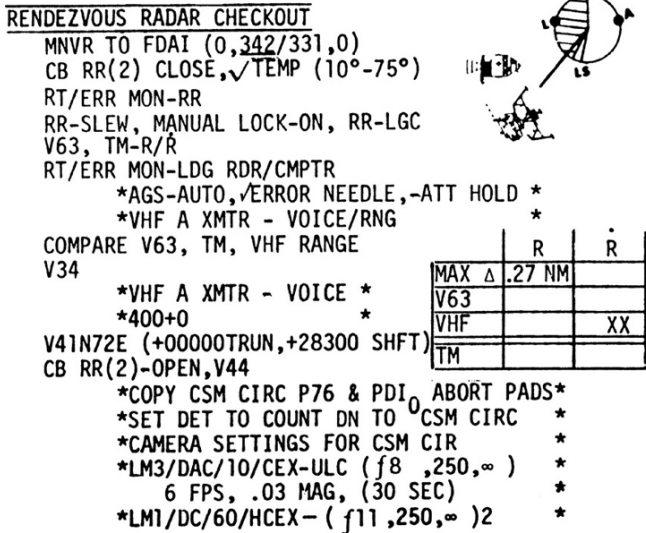 RENDEZVOUS RADAR CHECKOUT
MNVR TO FDAI (0,342/331,0)
CB RR(2) CLOSE,√TEMP (10°-75°)
RT/ERR MON-RR
RR-SLEW, MANUAL LOCK-ON, RR-LGC
V63, TM-R/Ṙ
RT/ERR MON-LDG RDR/CMPTR
*AGS-AUTO,√ERROR NEEDLE,-ATT HOLD *
*VHF A XMTR - VOICE/RNG *
COMPARE V63, TM, VHF RANGE
V34
*VHF A XMTR - VOICE *
*400+0 *
V41N72E (+00000TRUN,+28300 SHFT)
CB RR(2)-OPEN,V44
*COPY CSM CIRC P76 & PDI0 ABORT PADS*
*SET DET TO COUNT DN TO CSM CIRC *
*CAMERA SETTINGS FOR CSM CIR *
*LM3/DAC/10/CEX-ULC (ƒ8 ,250,∞ ) *
6 FPS, .03 MAG, (30 SEC) *
*LM1/DC/60/HCEX-(ƒ11,250,∞ )2 *
L A
LS
R Ṙ
MAX Δ .27 NM
V63
VHF XX
TM